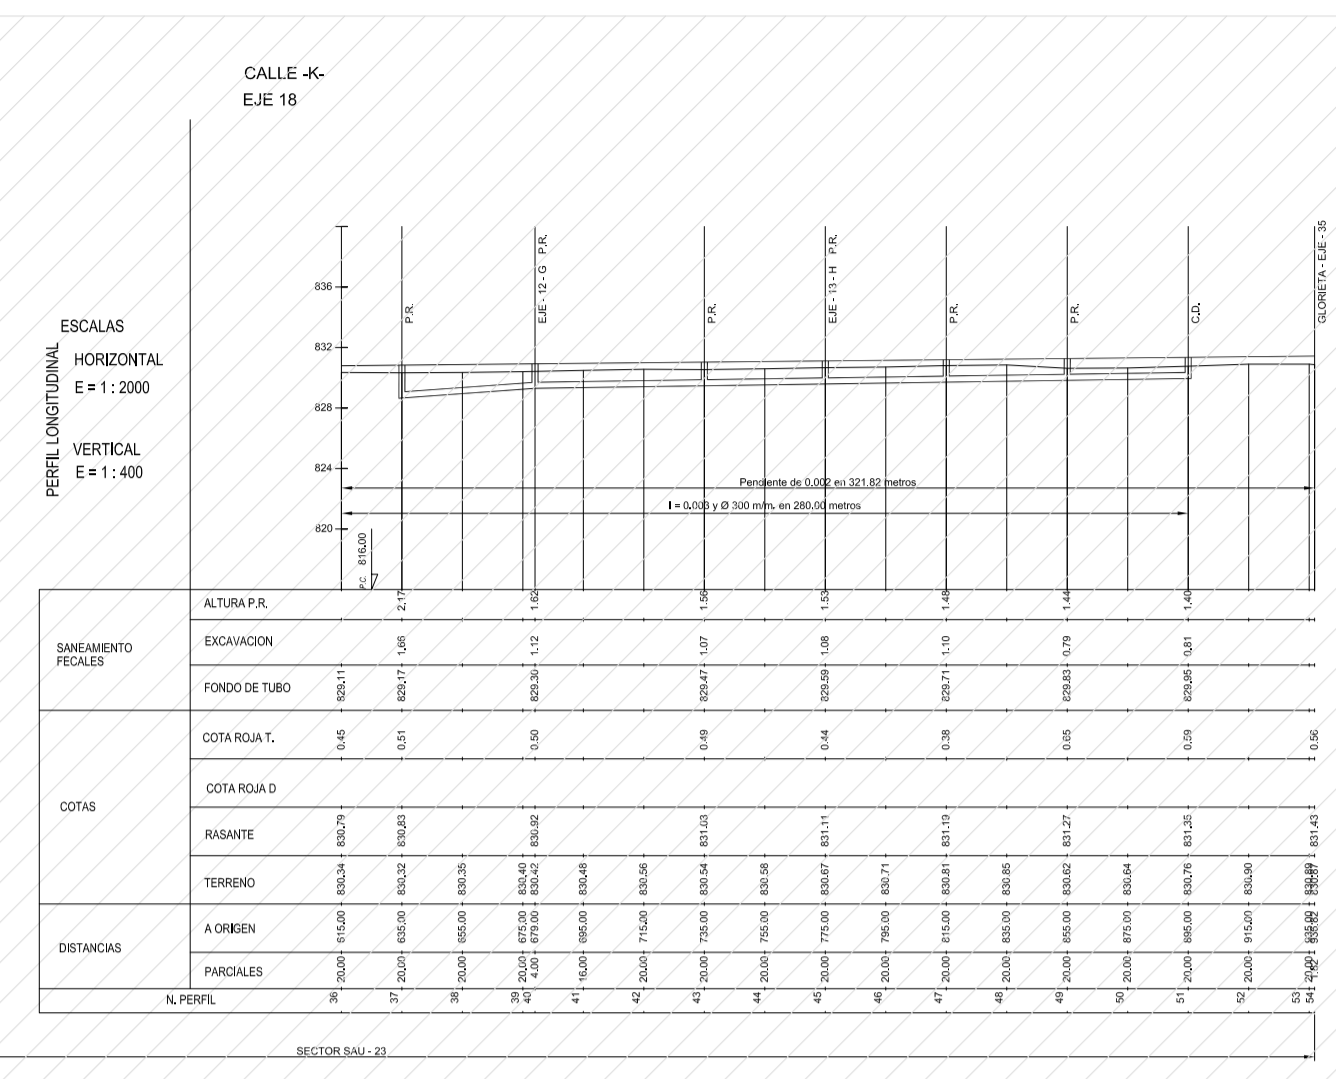 CALLE -K-
EJE 18
ESCALAS
HORIZONTAL
E = 1 : 2000
VERTICAL
E = 1 : 400
PERFIL LONGITUDINAL
836
832
828
824
820
P.C. 816.00
P.R.
EJE - 12 - G P.R.
P.R.
EJE - 13 - H P.R.
P.R.
P.R.
C.D.
GLORIETA - EJE - 35
Pendiente de 0.002 en 321.82 metros
I = 0.003 y Ø 300 m/m. en 280.00 metros
SANEAMIENTO
FECALES
ALTURA P.R. 2.17 1.62 1.56 1.53 1.48 1.44 1.40
EXCAVACION 1.66 1.12 1.07 1.08 1.10 0.79 0.81
FONDO DE TUBO 829.11 829.17 829.30 829.47 829.59 829.71 829.83 829.95
COTAS
COTA ROJA T. 0.45 0.51 0.50 0.49 0.44 0.38 0.65 0.59 0.56
COTA ROJA D
RASANTE 830.79 830.83 830.92 831.03 831.11 831.19 831.27 831.35 831.43
TERRENO 830.34 830.32 830.35 830.40 830.42 830.48 830.56 830.54 830.58 830.67 830.71 830.81 830.85 830.62 830.64 830.76 830.90
DISTANCIAS
A ORIGEN 615.00 635.00 655.00 675.00 679.00 695.00 715.00 735.00 755.00 775.00 795.00 815.00 835.00 855.00 875.00 895.00 915.00 935.00 936.82
PARCIALES 20.00 20.00 20.00 20.00 4.00 16.00 20.00 20.00 20.00 20.00 20.00 20.00 20.00 20.00 20.00 20.00 20.00 20.00 1.82
N. PERFIL 36 37 38 39 40 41 42 43 44 45 46 47 48 49 50 51 52 53 54
SECTOR SAU - 23